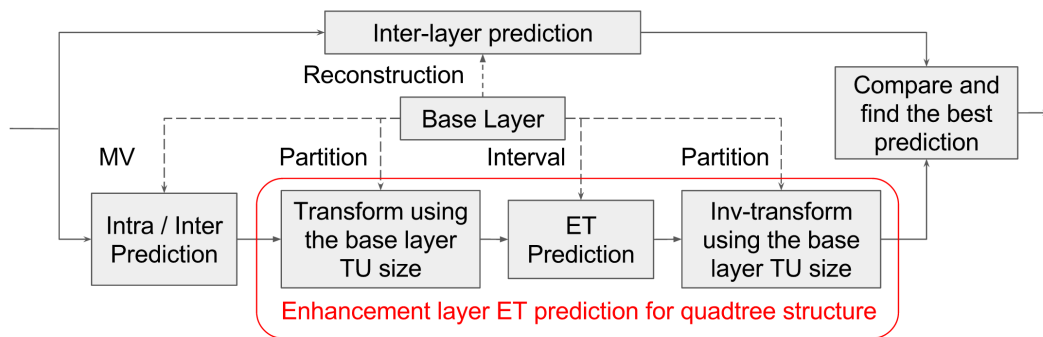 Inter-layer prediction
Reconstruction
Compare and
find the best
prediction
Base Layer
MV
Partition
Interval
Partition
Intra / Inter
Prediction
Transform using
the base layer
TU size
ET
Prediction
Inv-transform
using the base
layer TU size
Enhancement layer ET prediction for quadtree structure